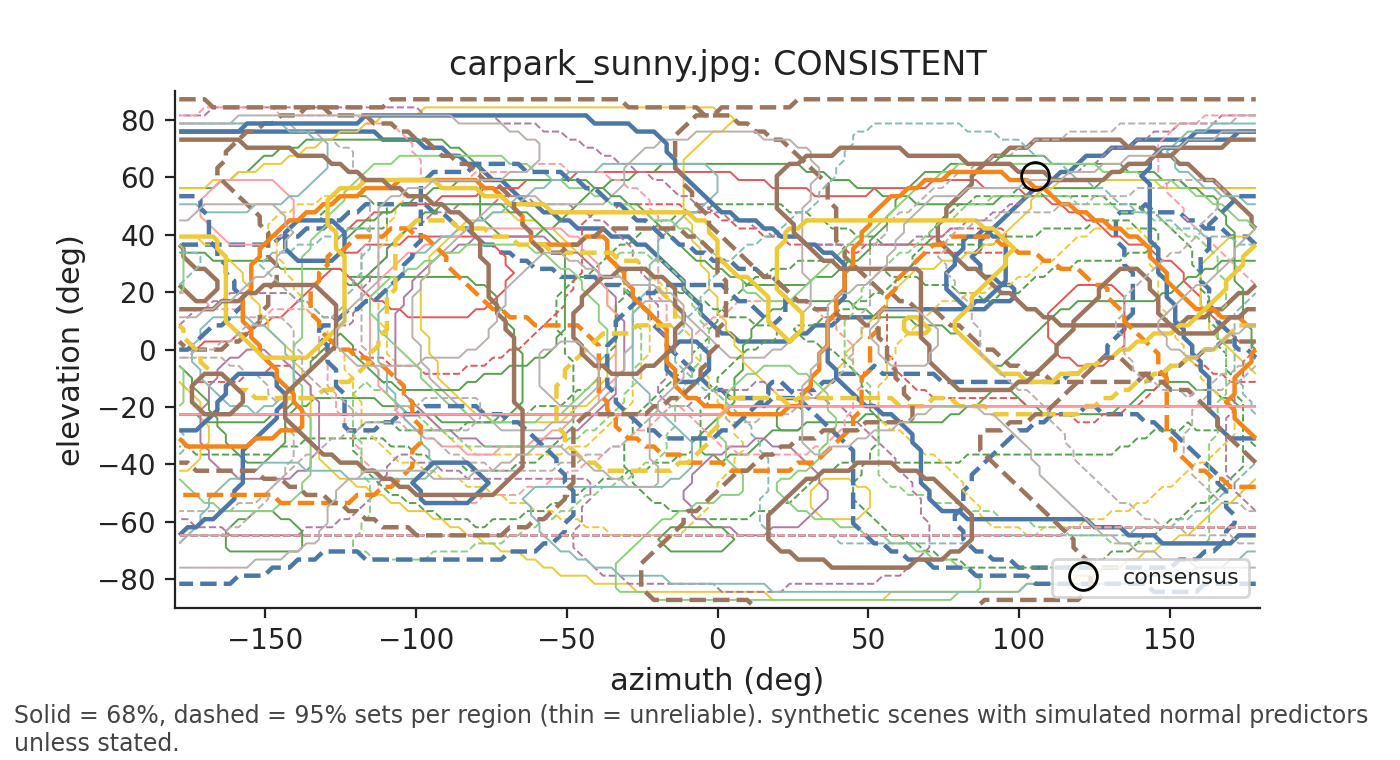 carpark_sunny.jpg: CONSISTENT
80
60
40
20
0
−20
−40
−60
−80
elevation (deg)
−150
−100
−50
0
50
100
150
azimuth (deg)
consensus
Solid = 68%, dashed = 95% sets per region (thin = unreliable). synthetic scenes with simulated normal predictors
unless stated.